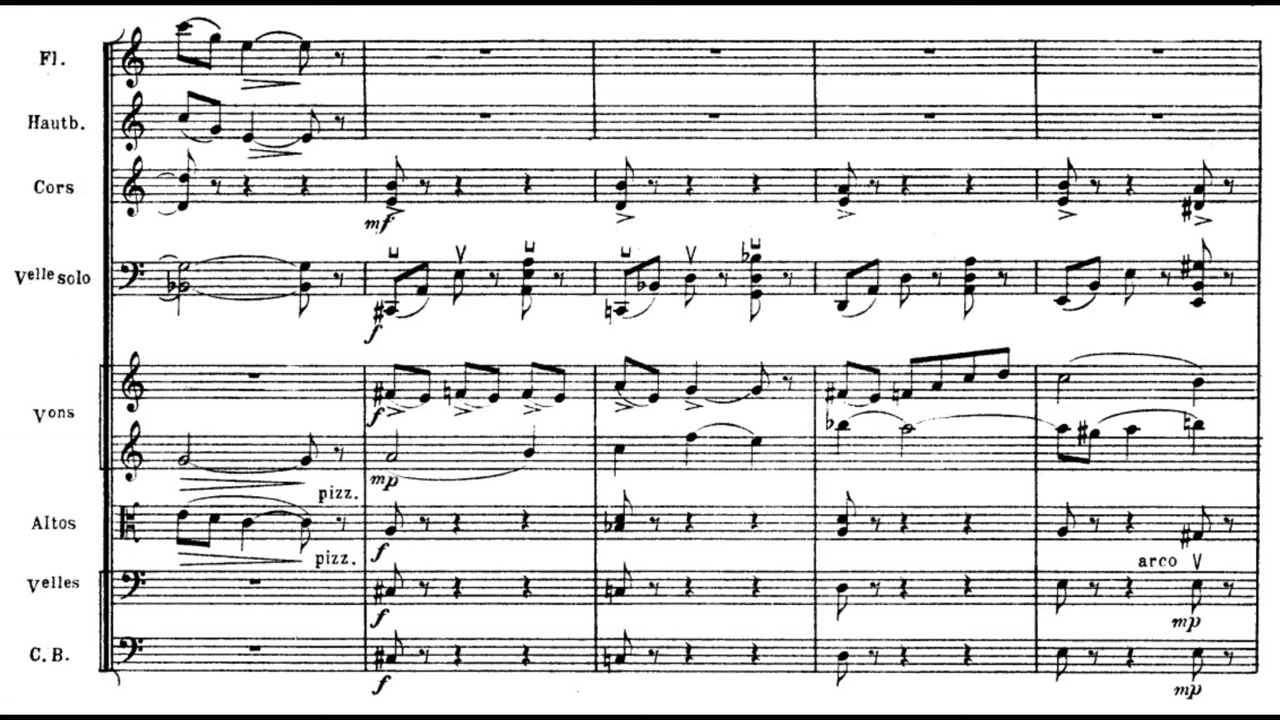 Fl.
Hautb.
Cors
mf
Velle solo
f
Vons
f
mp
pizz.
Altos
f
pizz.
arco
Velles
f
mp
C. B.
f
mp